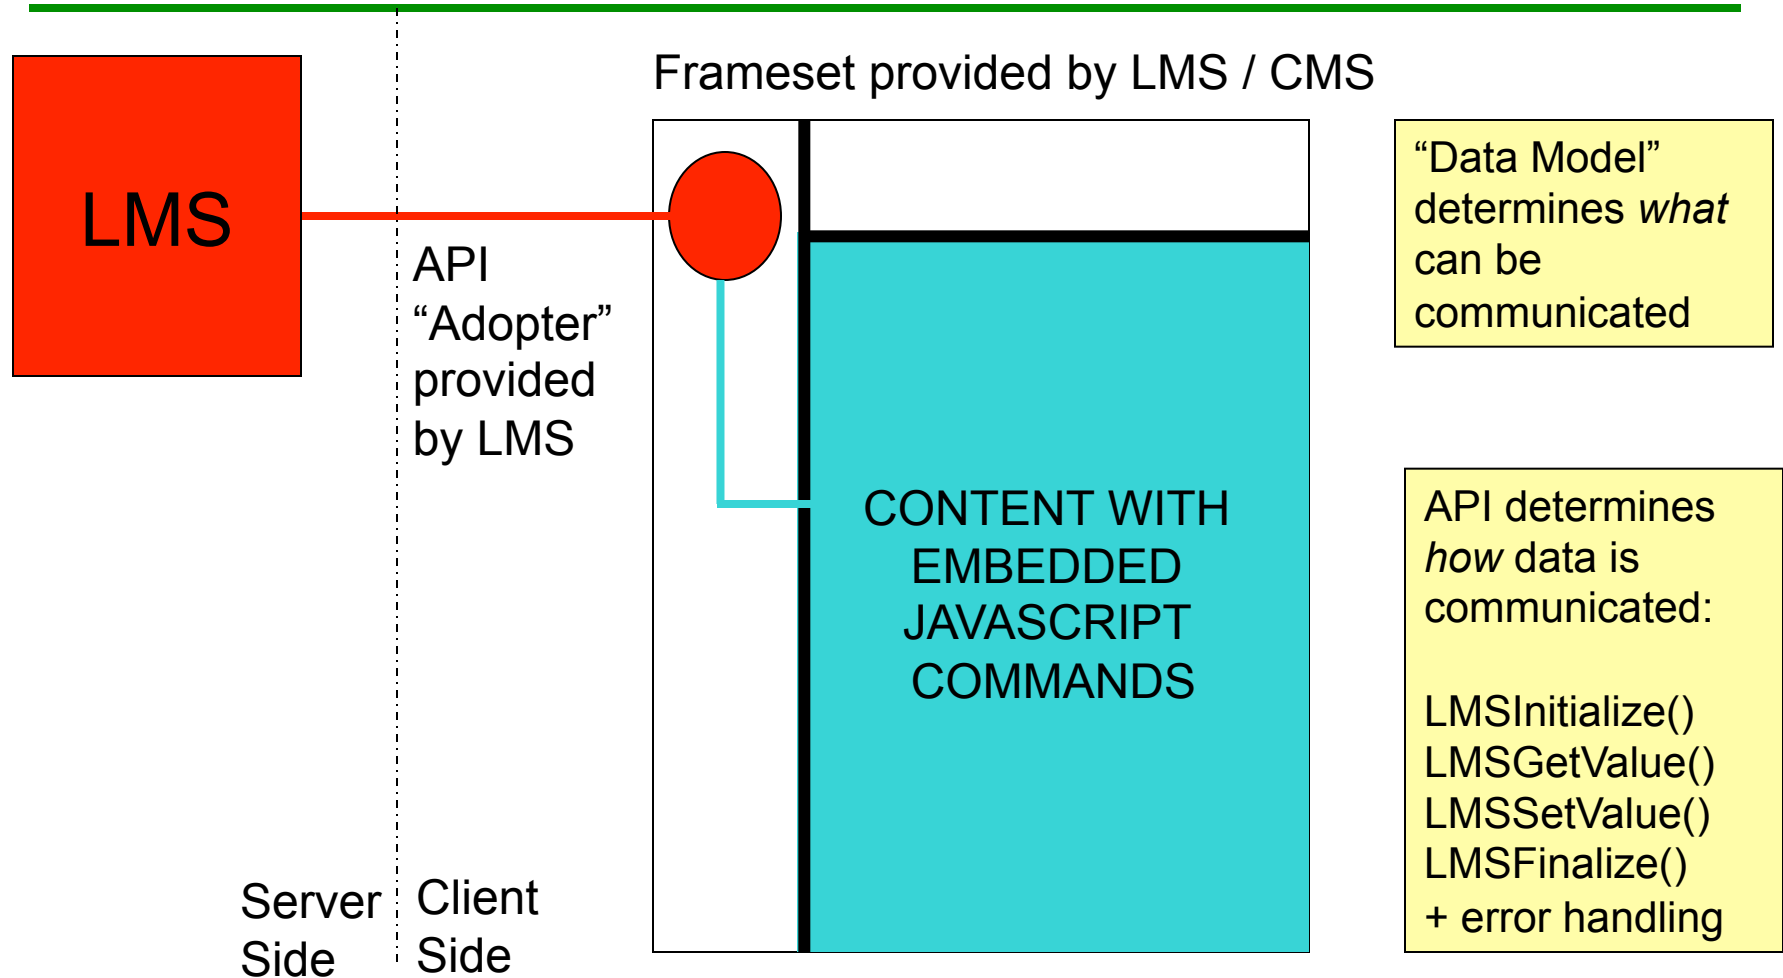 Frameset provided by LMS / CMS
LMS
API
“Adopter”
provided
by LMS
CONTENT WITH
EMBEDDED
JAVASCRIPT
COMMANDS
“Data Model”
determines what
can be
communicated
API determines
how data is
communicated:
LMSInitialize()
LMSGetValue()
LMSSetValue()
LMSFinalize()
+ error handling
Server
Side
Client
Side